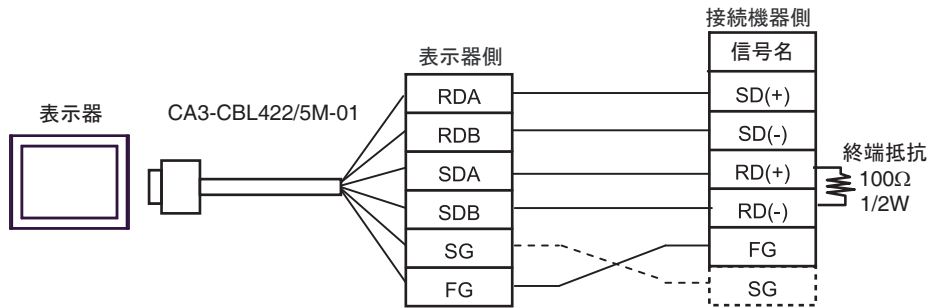 接続機器側
信号名
表示器側
表示器
CA3-CBL422/5M-01
RDA
RDB
SDA
SDB
SG
FG
SD(+)
SD(-)
RD(+)
RD(-)
FG
SG
終端抵抗
100Ω
1/2W